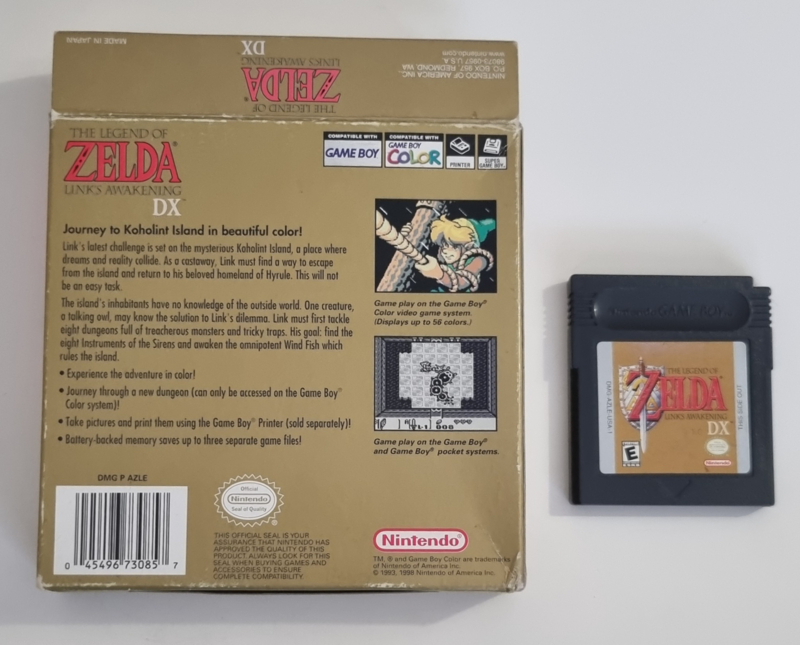 MADE IN JAPAN
THE LEGEND OF
ZELDA
LINK'S AWAKENING
DX
NINTENDO OF AMERICA INC.
P.O. BOX 957, REDMOND, WA
98073-0957 U.S.A.
www.nintendo.com
THE LEGEND OF
ZELDA®
LINK'S AWAKENING
DX™
COMPATIBLE WITH
GAME BOY
COMPATIBLE WITH
GAME BOY
COLOR
PRINTER
SUPER
GAME BOY
Journey to Koholint Island in beautiful color!
Link's latest challenge is set on the mysterious Koholint Island, a place where
dreams and reality collide. As a castaway, Link must find a way to escape
from the island and return to his beloved homeland of Hyrule. This will not
be an easy task.
The island's inhabitants have no knowledge of the outside world. One creature,
a talking owl, may know the solution to Link's dilemma. Link must first tackle
eight dungeons full of treacherous monsters and tricky traps. His goal: find the
eight Instruments of the Sirens and awaken the omnipotent Wind Fish which
rules the island.
• Experience the adventure in color!
• Journey through a new dungeon (can only be accessed on the Game Boy®
Color system)!
• Take pictures and print them using the Game Boy® Printer (sold separately)!
• Battery-backed memory saves up to three separate game files!
Game play on the Game Boy®
Color video game system.
(Displays up to 56 colors.)
Game play on the Game Boy®
and Game Boy® pocket systems.
DMG P AZLE
0 45496 73085 7
Official
Nintendo
Seal of Quality
THIS OFFICIAL SEAL IS YOUR
ASSURANCE THAT NINTENDO HAS
APPROVED THE QUALITY OF THIS
PRODUCT. ALWAYS LOOK FOR THIS
SEAL WHEN BUYING GAMES AND
ACCESSORIES TO ENSURE
COMPLETE COMPATIBILITY.
Nintendo®
TM, ® and Game Boy Color are trademarks
of Nintendo of America Inc.
© 1993, 1998 Nintendo of America Inc.
Nintendo GAME BOY
DMG-AZLE-USA-1
THE LEGEND OF
ZELDA
LINK'S AWAKENING
DX
THIS SIDE OUT
E
Nintendo